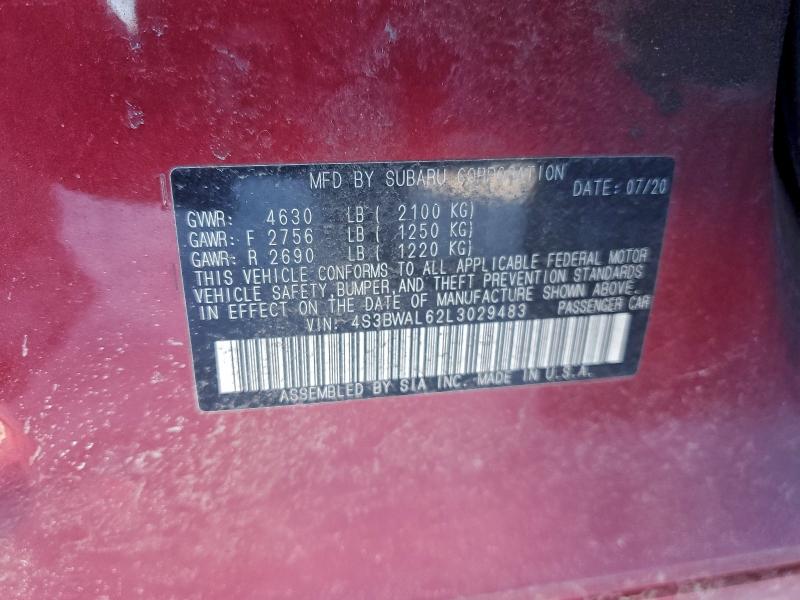 MFD BY SUBARU CORPORATION
DATE: 07/20
GVWR: 4630 LB ( 2100 KG)
GAWR: F 2756 LB ( 1250 KG)
GAWR: R 2690 LB ( 1220 KG)
THIS VEHICLE CONFORMS TO ALL APPLICABLE FEDERAL MOTOR
VEHICLE SAFETY, BUMPER, AND THEFT PREVENTION STANDARDS
IN EFFECT ON THE DATE OF MANUFACTURE SHOWN ABOVE.
VIN: 4S3BWAL62L3029483 PASSENGER CAR
ASSEMBLED BY SIA INC. MADE IN U.S.A.